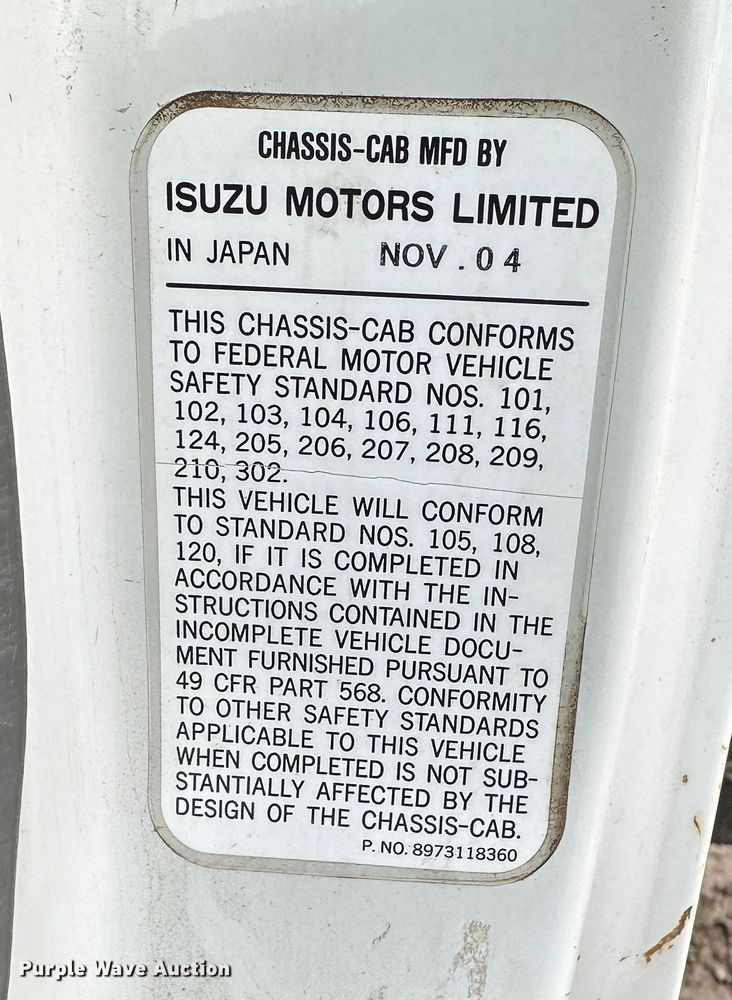 CHASSIS-CAB MFD BY
ISUZU MOTORS LIMITED
IN JAPAN NOV.04
THIS CHASSIS-CAB CONFORMS
TO FEDERAL MOTOR VEHICLE
SAFETY STANDARD NOS. 101,
102, 103, 104, 106, 111, 116,
124, 205, 206, 207, 208, 209,
210, 302.
THIS VEHICLE WILL CONFORM
TO STANDARD NOS. 105, 108,
120, IF IT IS COMPLETED IN
ACCORDANCE WITH THE IN-
STRUCTIONS CONTAINED IN THE
INCOMPLETE VEHICLE DOCU-
MENT FURNISHED PURSUANT TO
49 CFR PART 568. CONFORMITY
TO OTHER SAFETY STANDARDS
APPLICABLE TO THIS VEHICLE
WHEN COMPLETED IS NOT SUB-
STANTIALLY AFFECTED BY THE
DESIGN OF THE CHASSIS-CAB.
P. NO. 8973118360
Purple Wave Auction